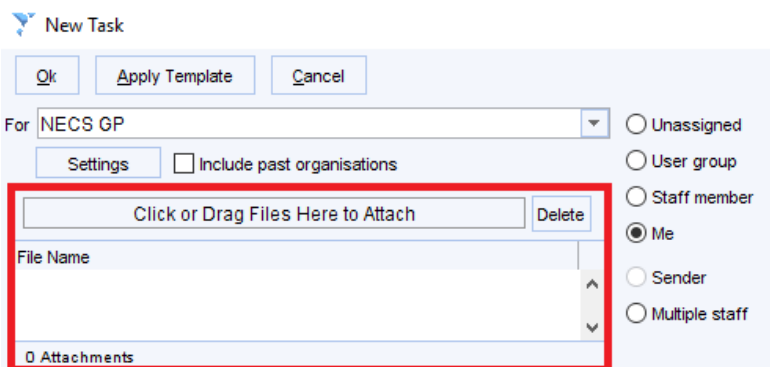 New Task
Ok Apply Template Cancel
For NECS GP Unassigned
Settings Include past organisations User group
Click or Drag Files Here to Attach Delete Staff member
Me
File Name
Sender
Multiple staff
0 Attachments